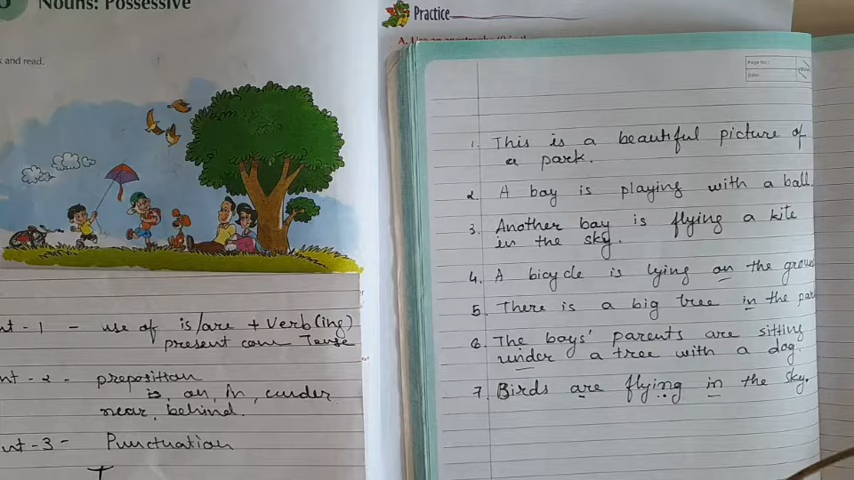 Nouns: Possessive
k and read.
nt-1 - use of is/are + Verb(ing)
present con Tense
nt-2- preposition
is, on, in, under
near, behind.
nt-3- Punctuation
Practice
1. This is a beautiful picture of
a park.
2. A boy is playing with a ball.
3. Another boy is flying a kite
in the sky.
4. A bicycle is lying on the groun
5. There is a big tree in the par
6. The boys' parents are sitting
under a tree with a dog.
7. Birds are flying in the sky.